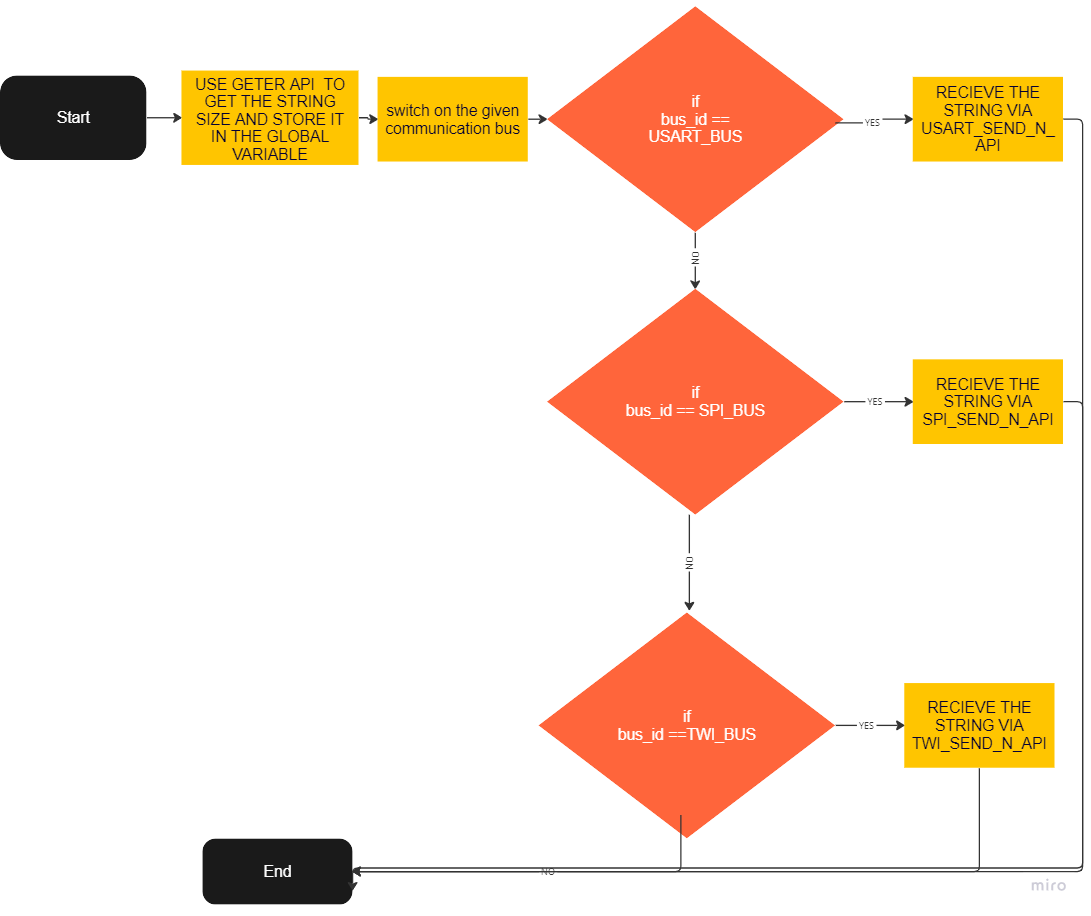 Start
USE GETER API TO
GET THE STRING
SIZE AND STORE IT
IN THE GLOBAL
VARIABLE
switch on the given
communication bus
if
bus_id ==
USART_BUS
YES
RECIEVE THE
STRING VIA
USART_SEND_N_
API
NO
if
bus_id == SPI_BUS
YES
RECIEVE THE
STRING VIA
SPI_SEND_N_API
NO
if
bus_id ==TWI_BUS
YES
RECIEVE THE
STRING VIA
TWI_SEND_N_API
End
NO
miro